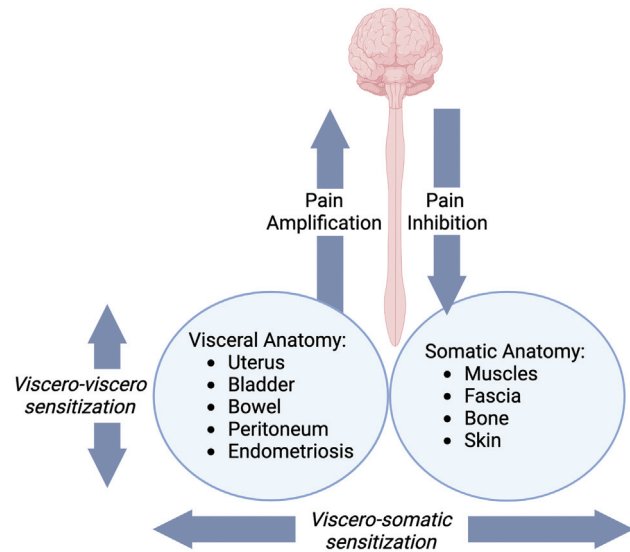 Pain
Amplification
Pain
Inhibition
Viscero-viscero
sensitization
Visceral Anatomy:
• Uterus
• Bladder
• Bowel
• Peritoneum
• Endometriosis
Somatic Anatomy:
• Muscles
• Fascia
• Bone
• Skin
Viscero-somatic
sensitization